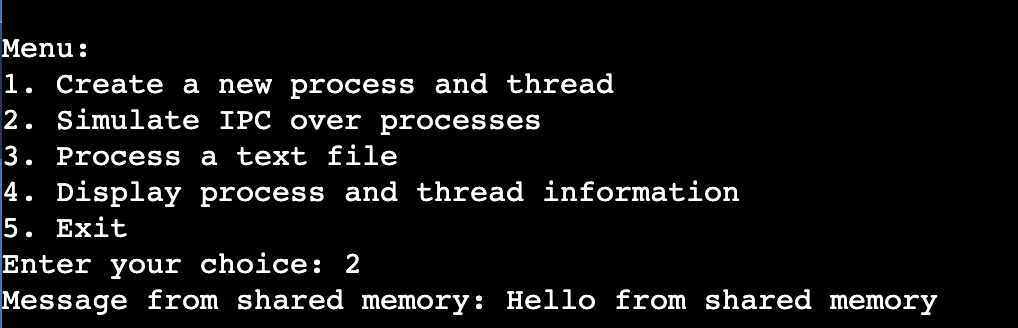 Menu:
1. Create a new process and thread
2. Simulate IPC over processes
3. Process a text file
4. Display process and thread information
5. Exit
Enter your choice: 2
Message from shared memory: Hello from shared memory